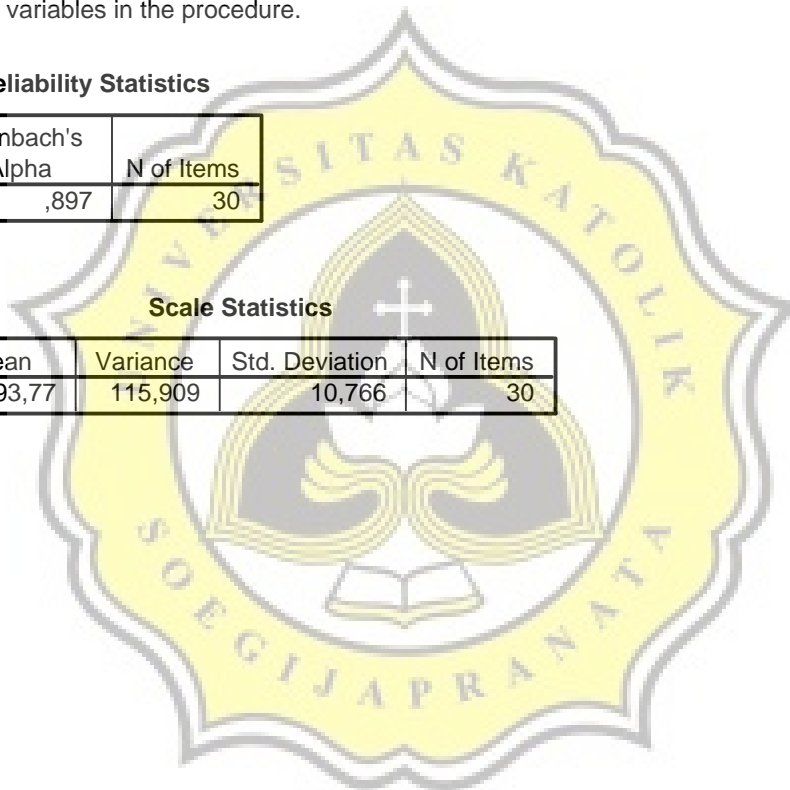 variables in the procedure.
eliability Statistics
nbach's
Alpha N of Items
,897 30
Scale Statistics
ean Variance Std. Deviation N of Items
93,77 115,909 10,766 30
UNIVERSITAS KATOLIK
SOEGIJAPRANATA